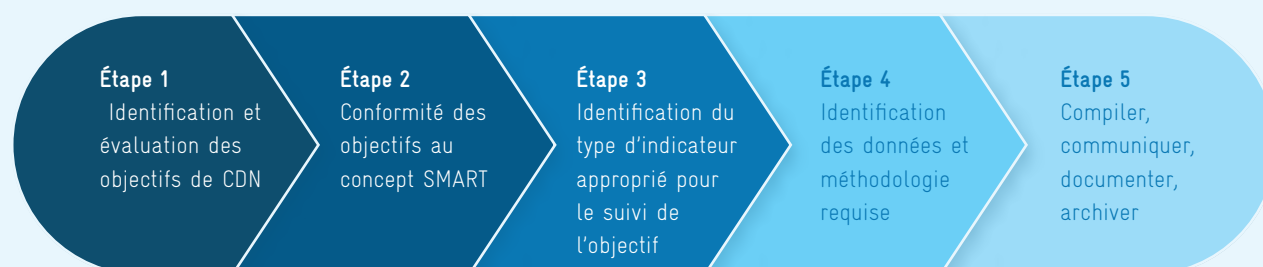 Étape 1
Identification et
évaluation des
objectifs de CDN
Étape 2
Conformité des
objectifs au
concept SMART
Étape 3
Identification du
type d'indicateur
approprié pour
le suivi de
l'objectif
Étape 4
Identification
des données et
méthodologie
requise
Étape 5
Compiler,
communiquer,
documenter,
archiver